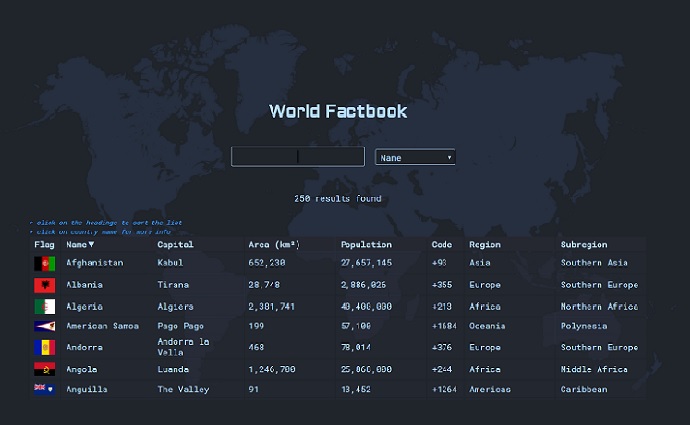 World Factbook
Name
250 results found
- click on the headings to sort the list
- click on country name for more info
Flag Name▼ Capital Area (km²) Population Code Region Subregion
Afghanistan Kabul 652,230 27,657,145 +93 Asia Southern Asia
Albania Tirana 28,748 2,886,026 +355 Europe Southern Europe
Algeria Algiers 2,381,741 40,400,000 +213 Africa Northern Africa
American Samoa Pago Pago 199 57,100 +1684 Oceania Polynesia
Andorra Andorra la Vella 468 78,014 +376 Europe Southern Europe
Angola Luanda 1,246,700 25,868,000 +244 Africa Middle Africa
Anguilla The Valley 91 13,452 +1264 Americas Caribbean